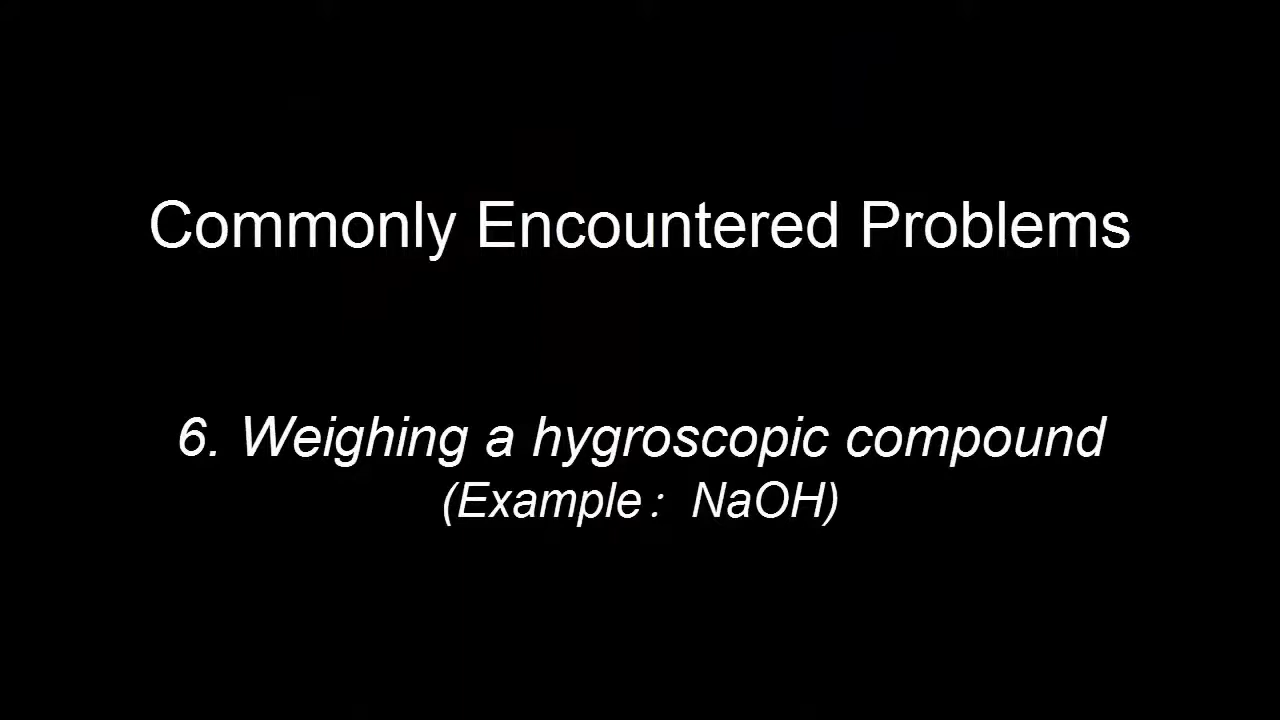 Commonly Encountered Problems
6. Weighing a hygroscopic compound
(Example: NaOH)